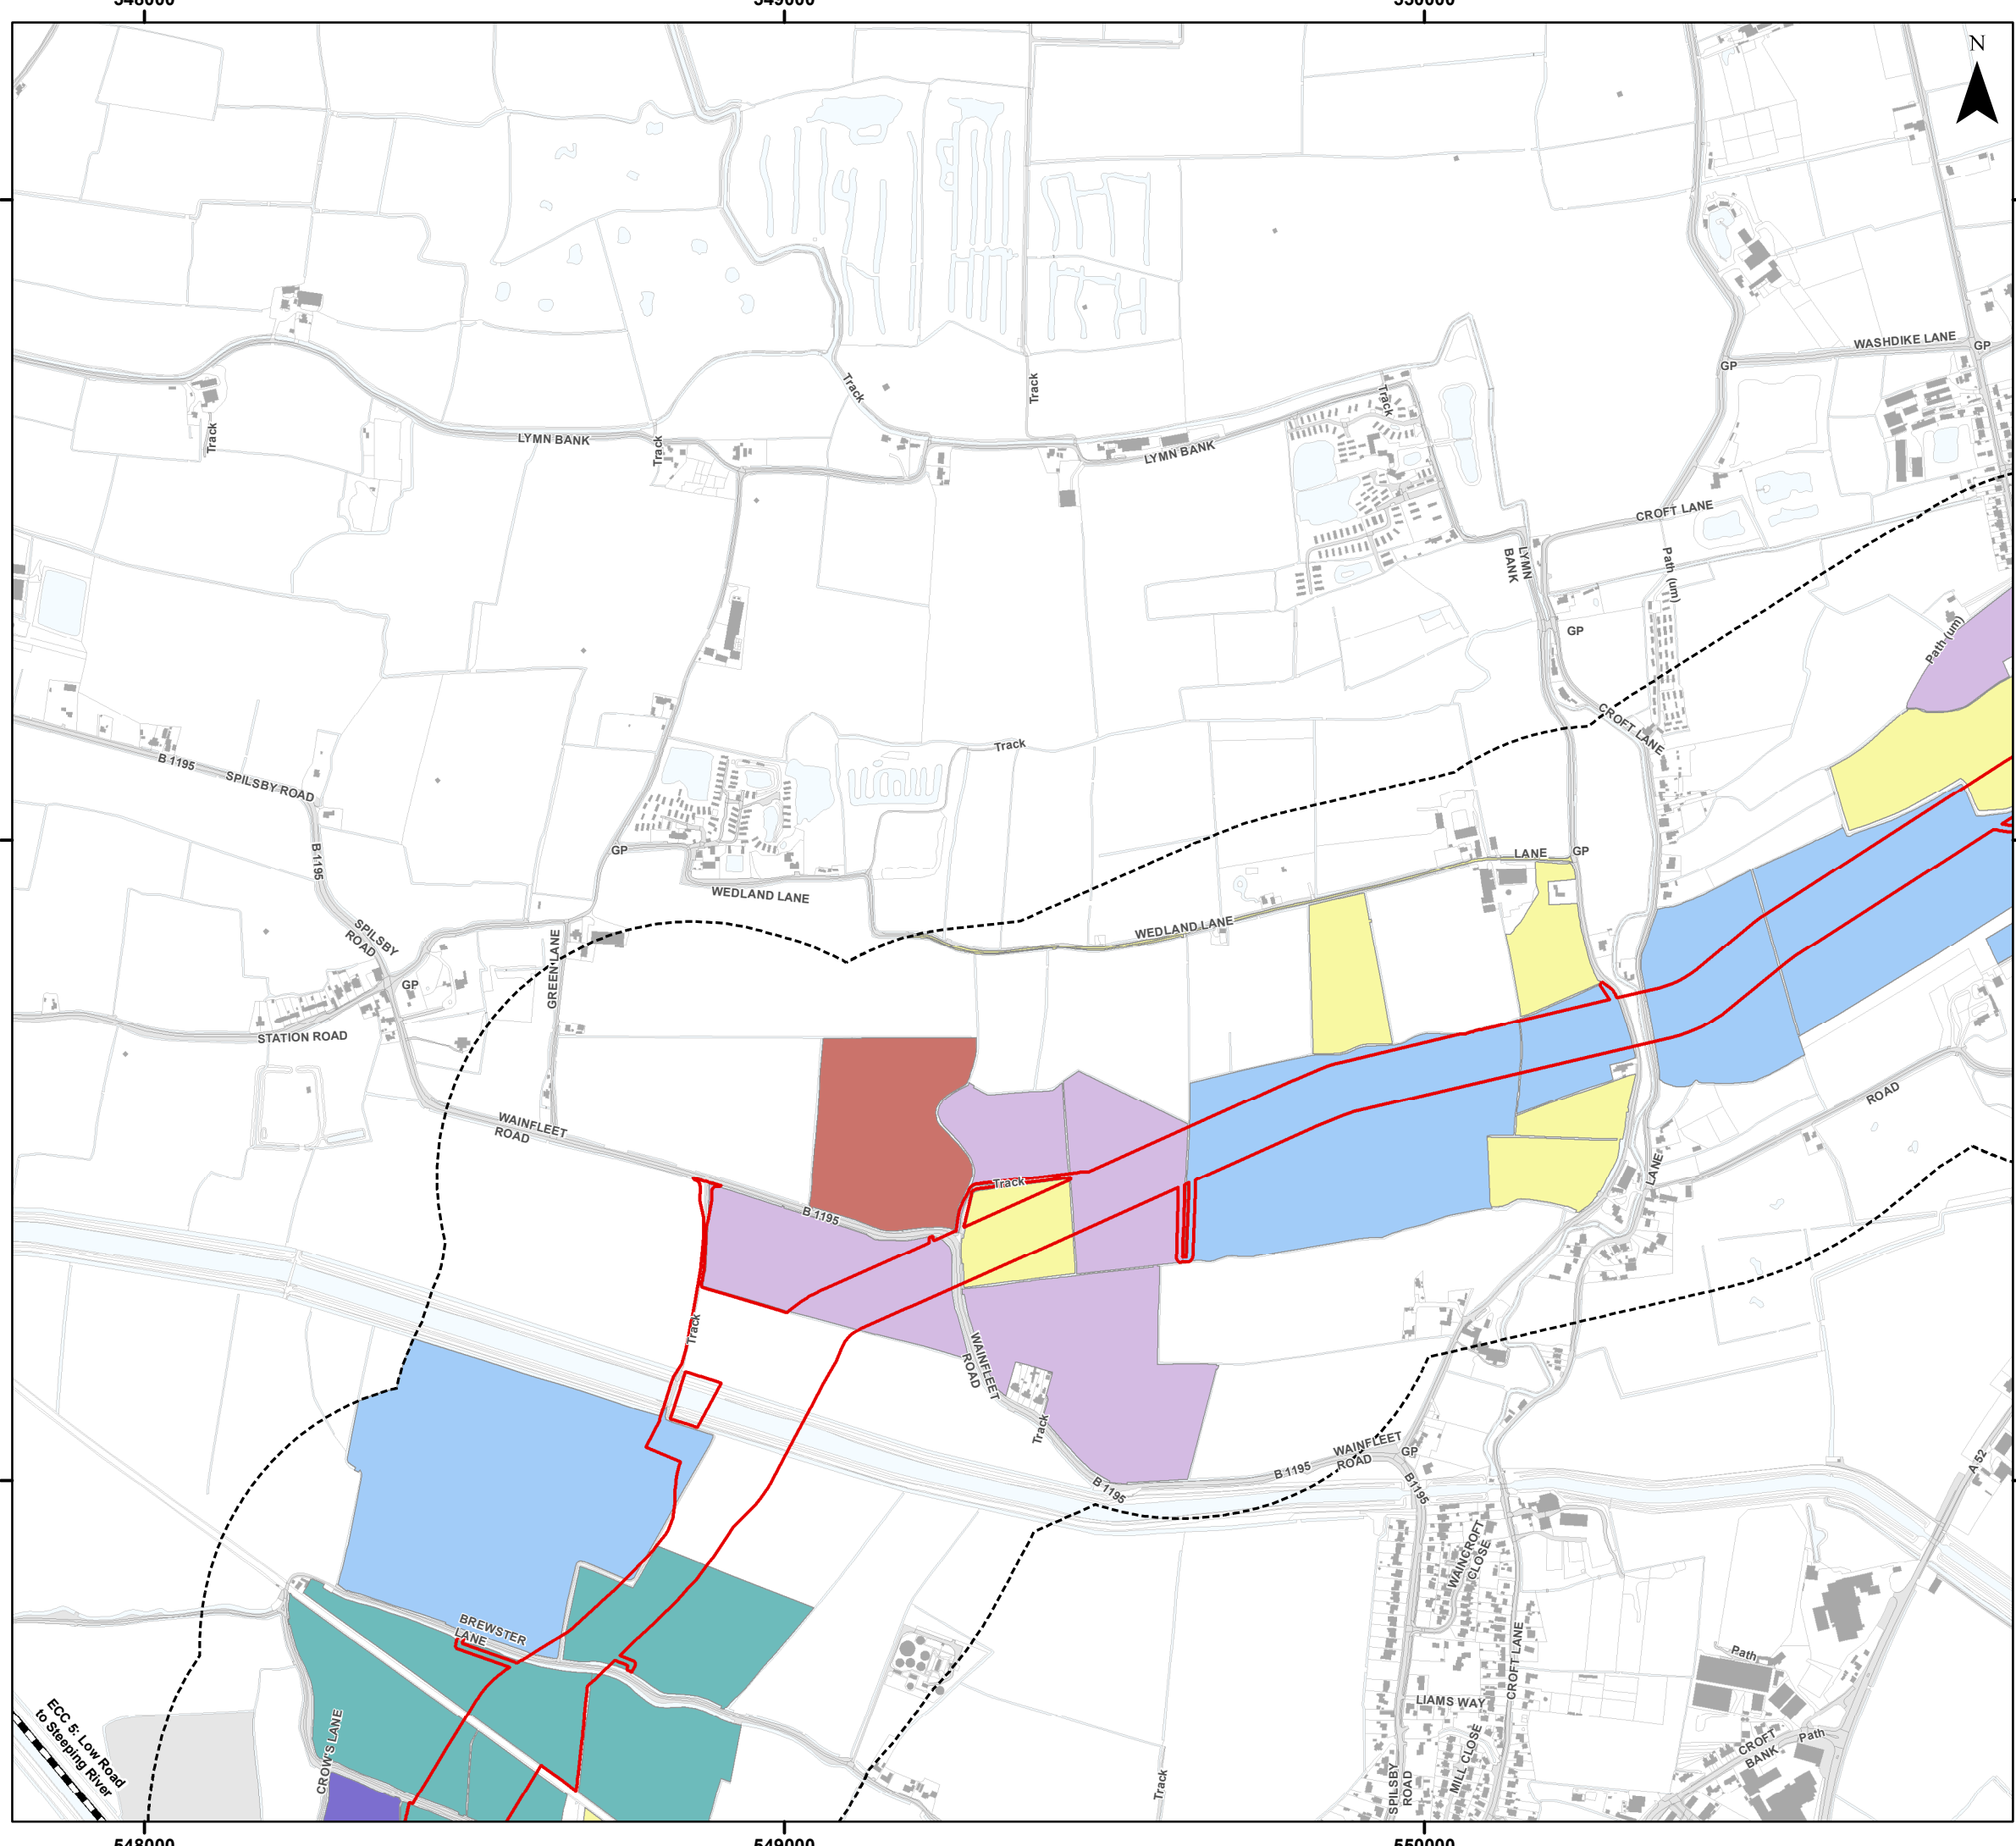 548000
549000
550000
N
WASHDIKE LANE
GP
GP
Track
Track
Track
Track
LYMN BANK
Track
LYMN BANK
CROFT LANE
LYMN
BANK
Path (um)
GP
Path (um)
CROFT LANE
Track
B 1195
SPILSBY ROAD
B 1195
GP
WEDLAND LANE
LANE
GP
SPILSBY
ROAD
WEDLAND LANE
GREEN LANE
GP
STATION ROAD
ROAD
WAINFLEET
ROAD
LANE
Track
B 1195
Track
WAINFLEET
ROAD
Track
WAINFLEET
ROAD
GP
B 1195
B 1195
B1195
A 52
WAINCROFT
CLOSE
BREWSTER
LANE
CROFT LANE
Path
LIAMS WAY
ECC 5: Low Road
to Steeping River
CROW'S LANE
CROFT
BANK
Path
MILL CLOSE
SPILSBY
ROAD
Track
548000
549000
550000